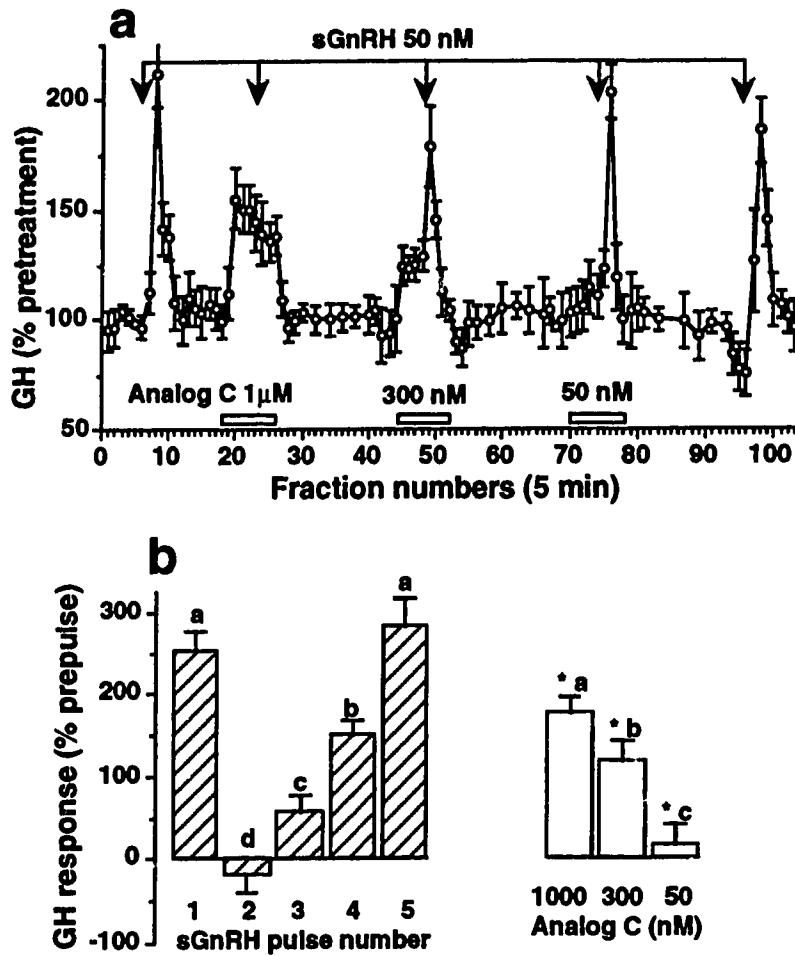 a
sGnRH 50 nM
200
150
100
50
GH (% pretreatment)
Analog C 1μM
300 nM
50 nM
0 10 20 30 40 50 60 70 80 90 100
Fraction numbers (5 min)
b
GH response (% prepulse)
300
200
100
0
-100
a
d
c
b
a
1 2 3 4 5
sGnRH pulse number
* a
* b
* c
1000 300 50
Analog C (nM)